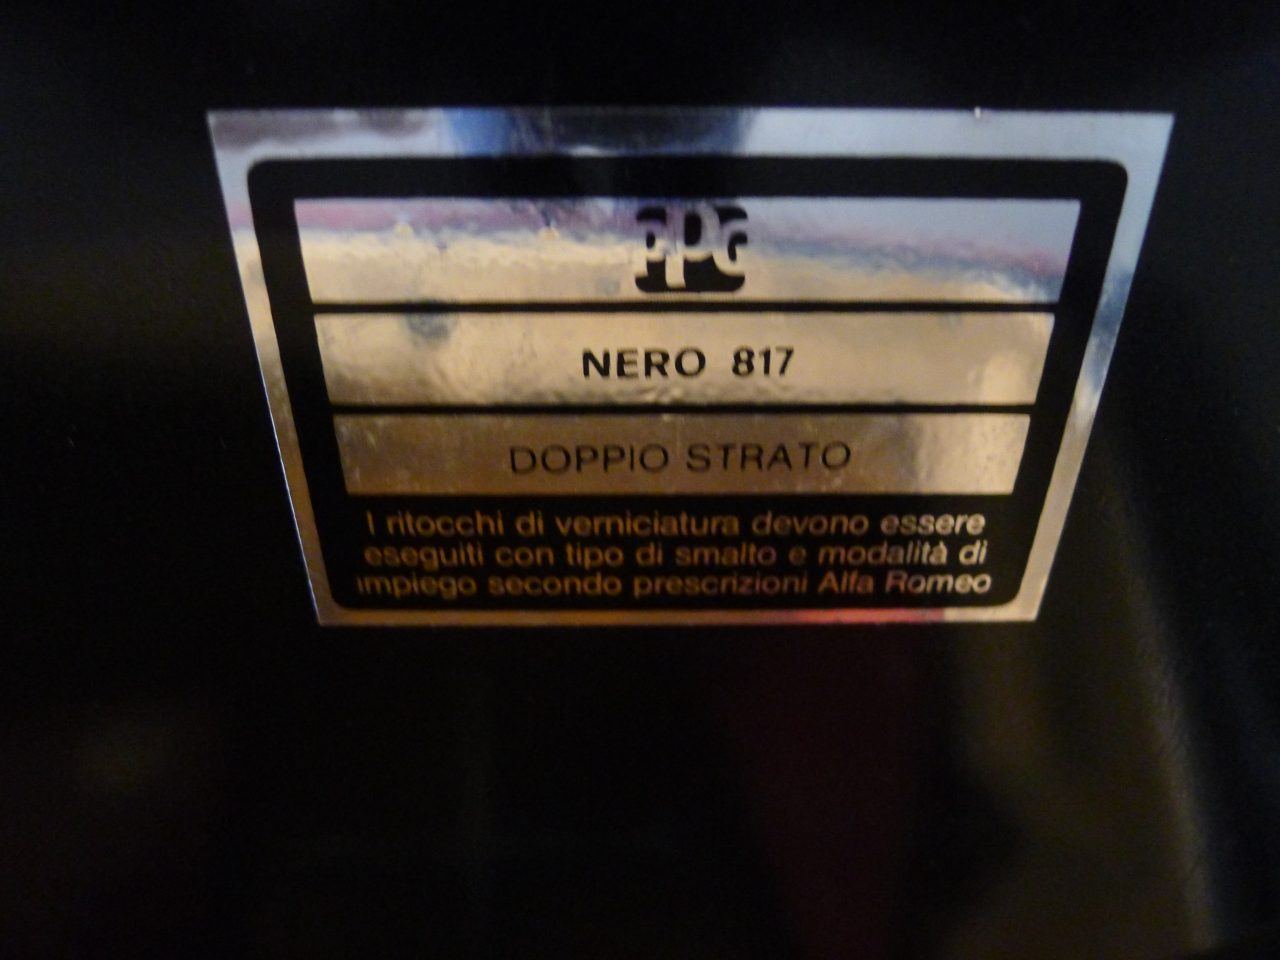 PPG
NERO 817
DOPPIO STRATO
I ritocchi di verniciatura devono essere
eseguiti con tipo di smalto e modalità di
impiego secondo prescrizioni Alfa Romeo